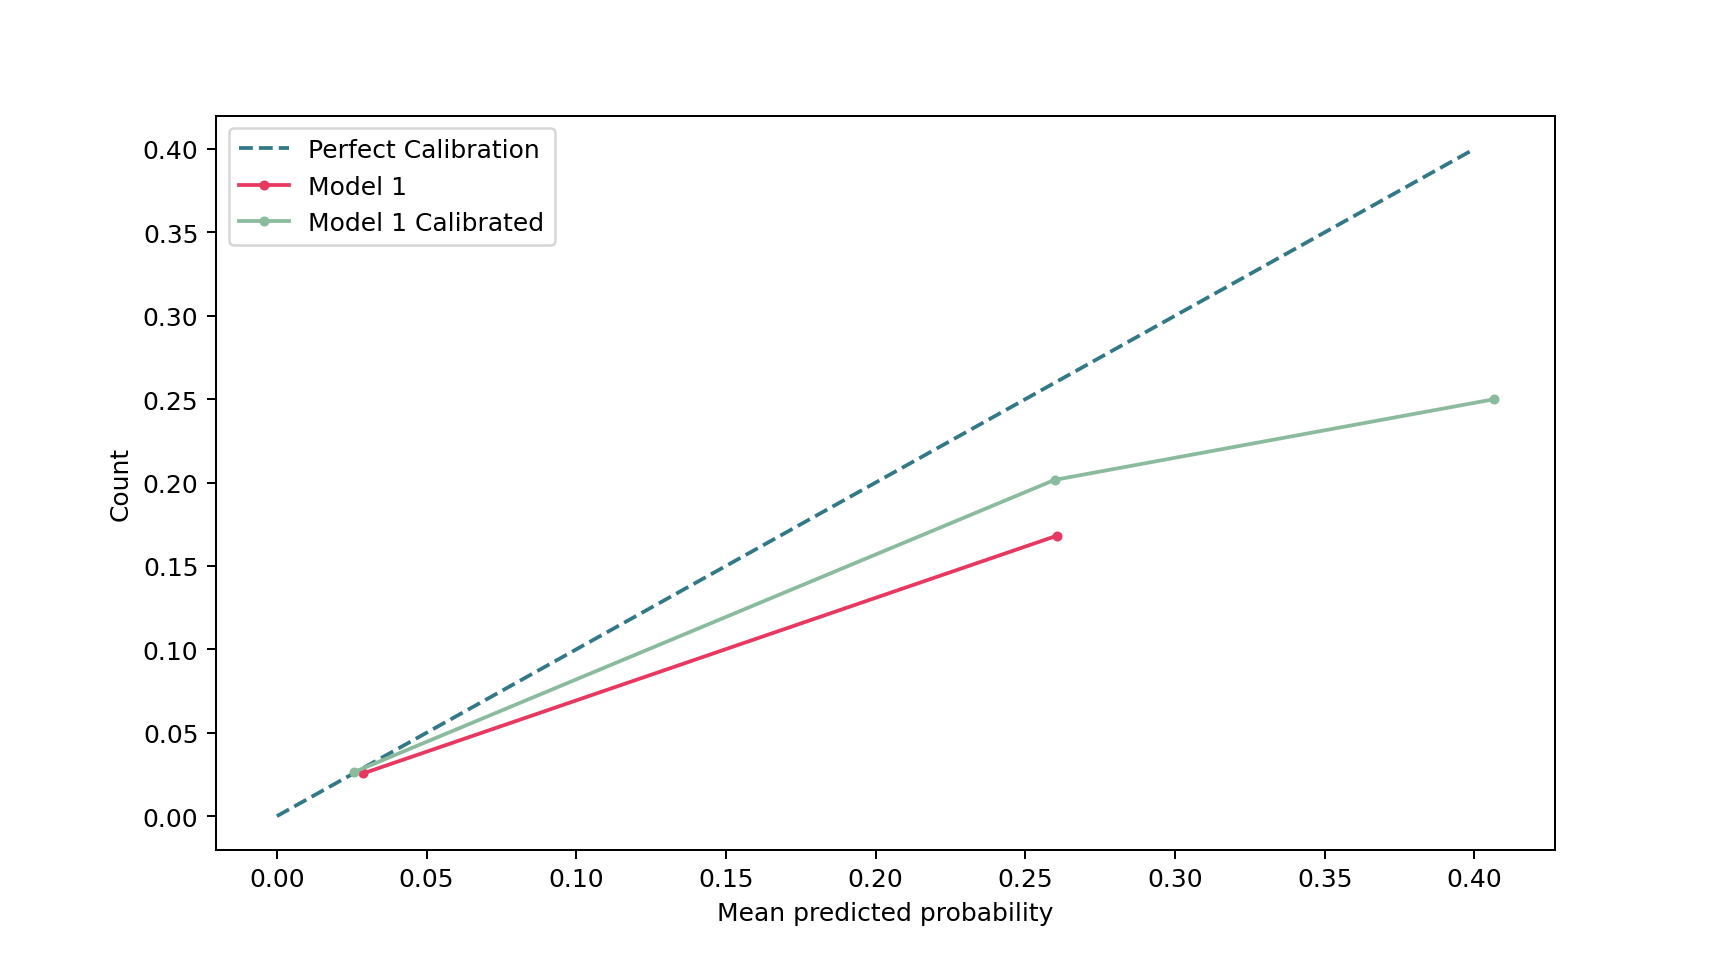 Perfect Calibration
Model 1
Model 1 Calibrated
0.40
0.35
0.30
0.25
0.20
0.15
0.10
0.05
0.00
Count
0.00 0.05 0.10 0.15 0.20 0.25 0.30 0.35 0.40
Mean predicted probability